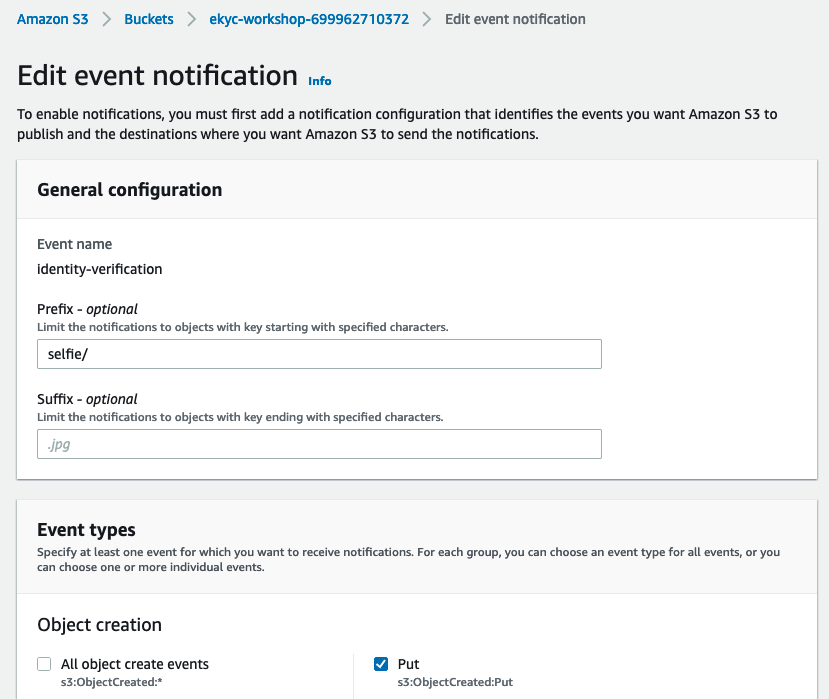 Amazon S3 > Buckets > ekyc-workshop-699962710372 > Edit event notification
Edit event notification Info
To enable notifications, you must first add a notification configuration that identifies the events you want Amazon S3 to
publish and the destinations where you want Amazon S3 to send the notifications.
General configuration
Event name
identity-verification
Prefix - optional
Limit the notifications to objects with key starting with specified characters.
selfie/
Suffix - optional
Limit the notifications to objects with key ending with specified characters.
.jpg
Event types
Specify at least one event for which you want to receive notifications. For each group, you can choose an event type for all events, or you
can choose one or more individual events.
Object creation
All object create events
s3:ObjectCreated:*
Put
s3:ObjectCreated:Put